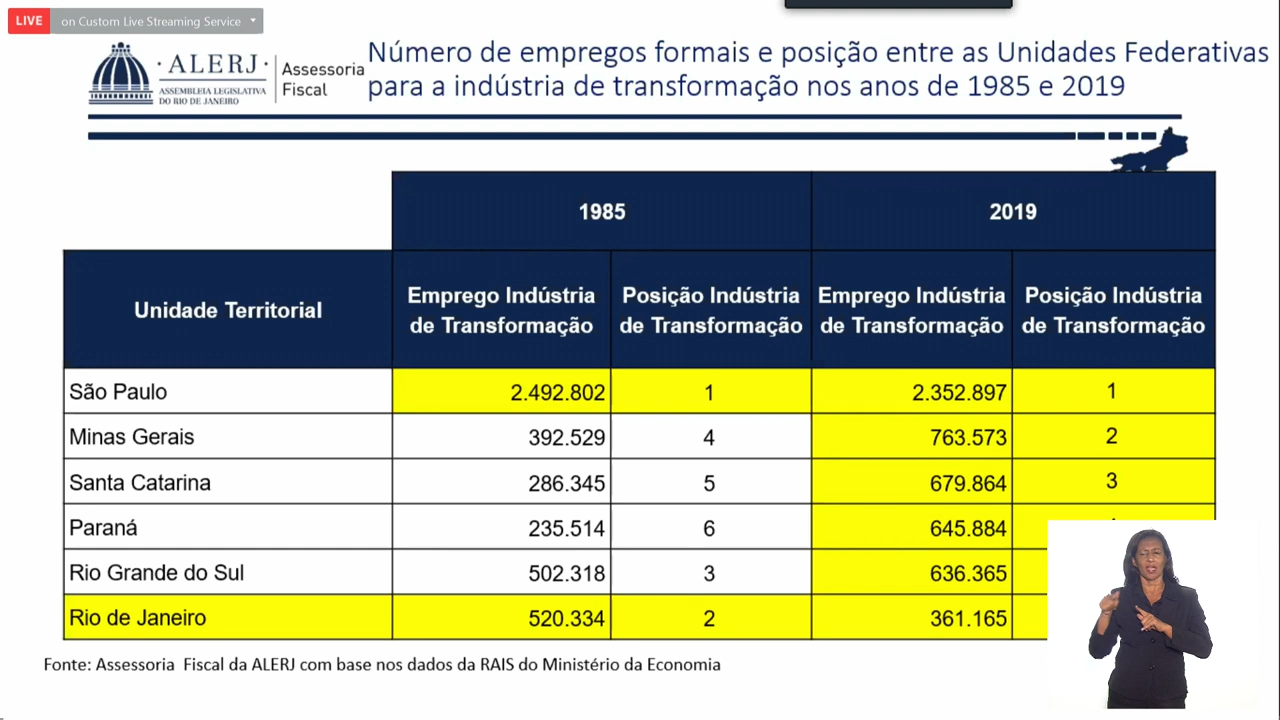 LIVE on Custom Live Streaming Service
· ALERJ ·
ASSEMBLEIA LEGISLATIVA
DO RIO DE JANEIRO
Assessoria
Fiscal
Número de empregos formais e posição entre as Unidades Federativas
para a indústria de transformação nos anos de 1985 e 2019
1985 2019
Unidade Territorial
Emprego Indústria
de Transformação
Posição Indústria
de Transformação
Emprego Indústria
de Transformação
Posição Indústria
de Transformação
São Paulo 2.492.802 1 2.352.897 1
Minas Gerais 392.529 4 763.573 2
Santa Catarina 286.345 5 679.864 3
Paraná 235.514 6 645.884
Rio Grande do Sul 502.318 3 636.365
Rio de Janeiro 520.334 2 361.165
Fonte: Assessoria Fiscal da ALERJ com base nos dados da RAIS do Ministério da Economia